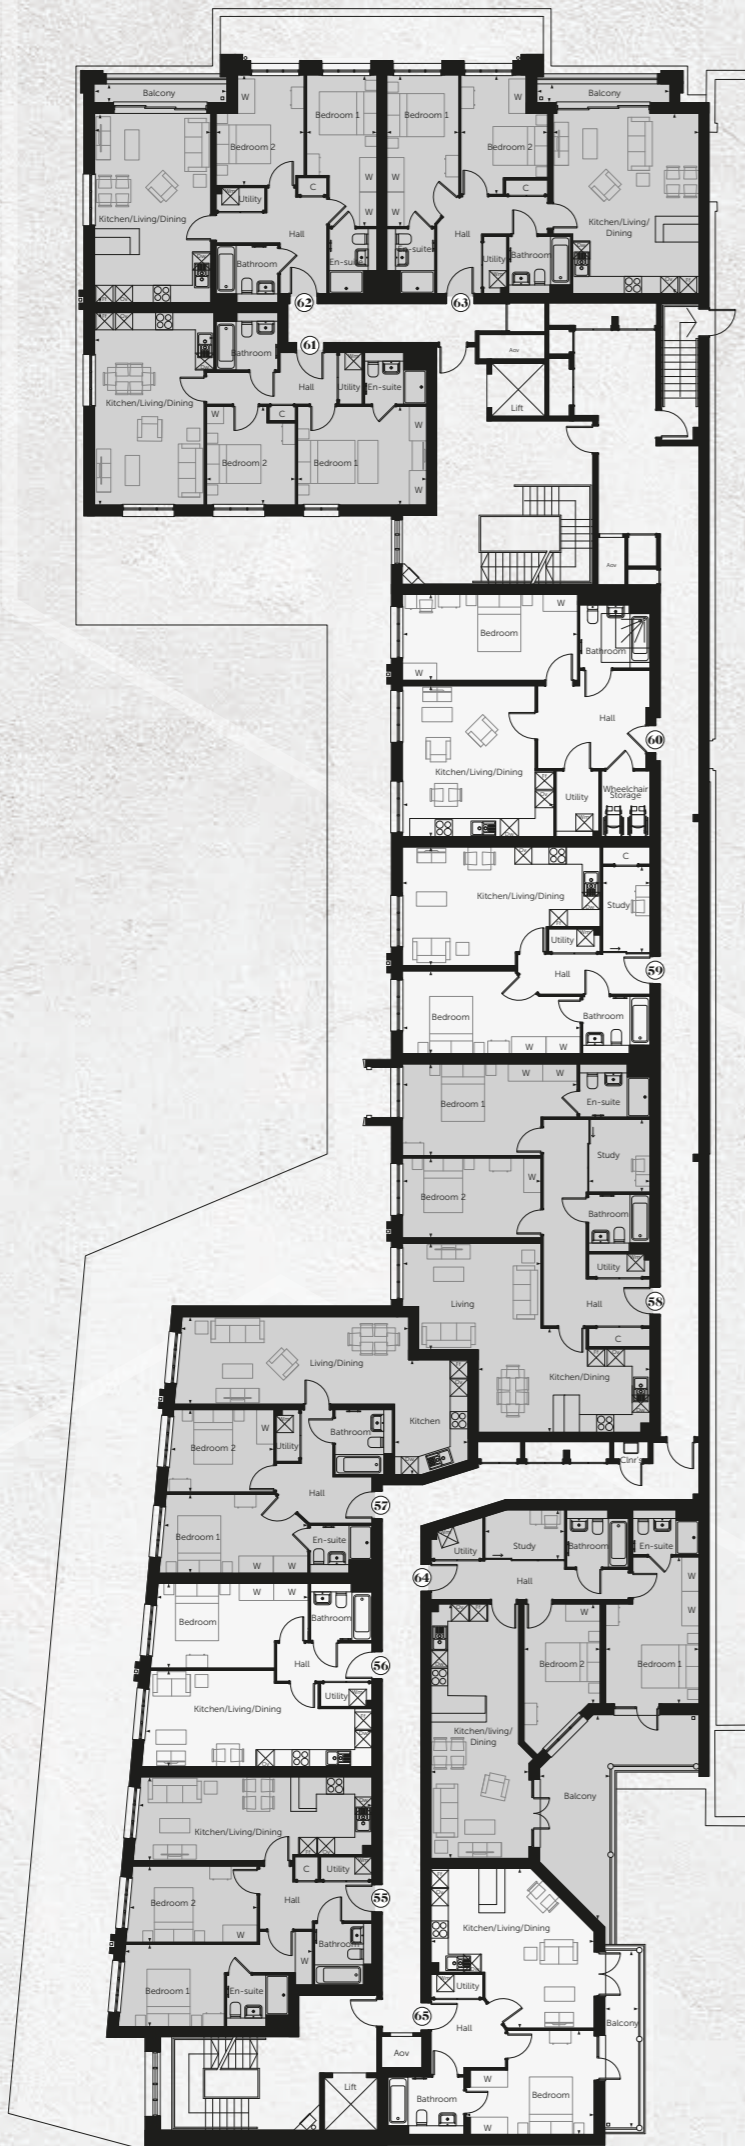 Balcony
Balcony
W
Bedroom 1
Bedroom 1
W
Bedroom 2
Bedroom 2
W
W
C
C
Utility
Kitchen/Living/Dining
Kitchen/Living/
Dining
W
W
Hall
Hall
En-suite
En-suite
Bathroom
Utility
Bathroom
62
63
61
Bathroom
Aov
Hall
Utility
En-suite
Kitchen/Living/Dining
Lift
W
C
W
Bedroom 2
Bedroom 1
W
Aov
W
Bedroom
Bathroom
W
Hall
60
Kitchen/Living/Dining
Utility
Wheelchair
Storage
C
Kitchen/Living/Dining
Study
Utility
Hall
59
Bedroom
Bathroom
W
W
W
W
Bedroom 1
En-suite
Study
W
Bedroom 2
Bathroom
Utility
Living
Hall
58
C
Living/Dining
Kitchen/Dining
Kitchen
W
Bathroom
Bedroom 2
Utility
Clnr's
Hall
57
Bedroom 1
En-suite
W
W
Utility
Study
Bathroom
En-suite
64
Hall
W
W
W
W
Bedroom
Bathroom
W
Hall
56
Bedroom 2
Bedroom 1
Utility
Kitchen/Living/Dining
Kitchen/living/
Dining
Balcony
Kitchen/Living/Dining
C
Utility
Hall
55
Bedroom 2
W
Bathroom
Kitchen/Living/Dining
W
Bedroom 1
En-suite
Utility
65
Hall
Balcony
Aov
Lift
W
Bathroom
Bedroom
W